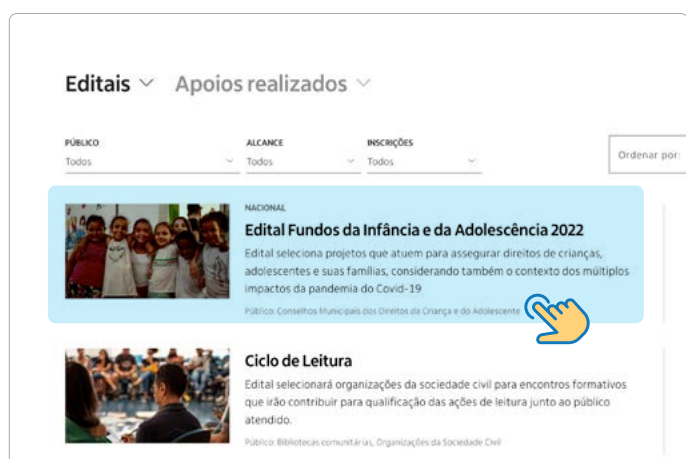 Editais Apoios realizados
PÚBLICO ALCANCE INSCRIÇÕES
Todos Todos Todos Ordenar por:
NACIONAL
Edital Fundos da Infância e da Adolescência 2022
Edital seleciona projetos que atuem para assegurar direitos de crianças,
adolescentes e suas famílias, considerando também o contexto dos múltiplos
impactos da pandemia do Covid-19
Público: Conselhos Municipais dos Direitos da Criança e do Adolescente
Ciclo de Leitura
Edital selecionará organizações da sociedade civil para encontros formativos
que irão contribuir para qualificação das ações de leitura junto ao público
atendido.
Público: Bibliotecas comunitárias, Organizações da Sociedade Civil